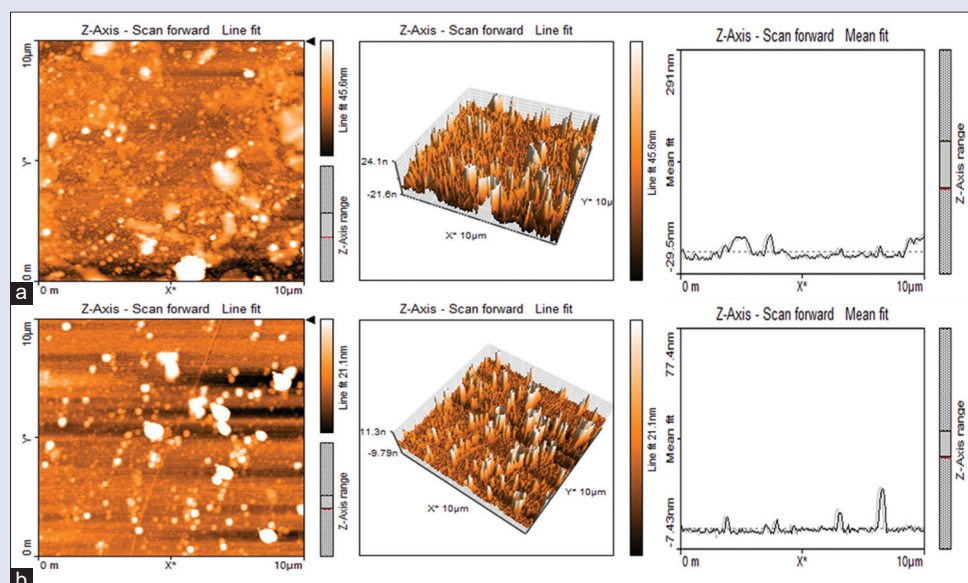 Z-Axis - Scan forward Line fit
10µm
Y*
0 m
0 m
X*
10µm
Line fit 45.6nm
Z-Axis range
Z-Axis - Scan forward Line fit
24.1n
-21.6n
X* 10µm
Y* 10µ
Line fit 45.6nm
Z-Axis - Scan forward Mean fit
291nm
Mean fit
-29.5nm
0 m
X*
10µm
Z-Axis range
a
Z-Axis - Scan forward Line fit
10µm
Y*
0 m
0 m
X*
10µm
Line fit 21.1nm
Z-Axis range
Z-Axis - Scan forward Line fit
11.3n
-9.79n
X* 10µm
Y* 10µm
Line fit 21.1nm
Z-Axis - Scan forward Mean fit
77.4nm
Mean fit
-7.43nm
0 m
X*
10µm
Z-Axis range
b